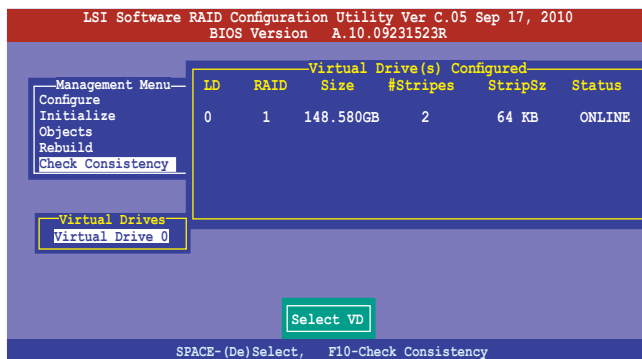 LSI Software RAID Configuration Utility Ver C.05 Sep 17, 2010
BIOS Version A.10.09231523R
Virtual Drive(s) Configured
LD RAID Size #Stripes StripSz Status
0 1 148.580GB 2 64 KB ONLINE
Management Menu
Configure
Initialize
Objects
Rebuild
Check Consistency
Virtual Drives
Virtual Drive 0
Select VD
SPACE-(De)Select, F10-Check Consistency